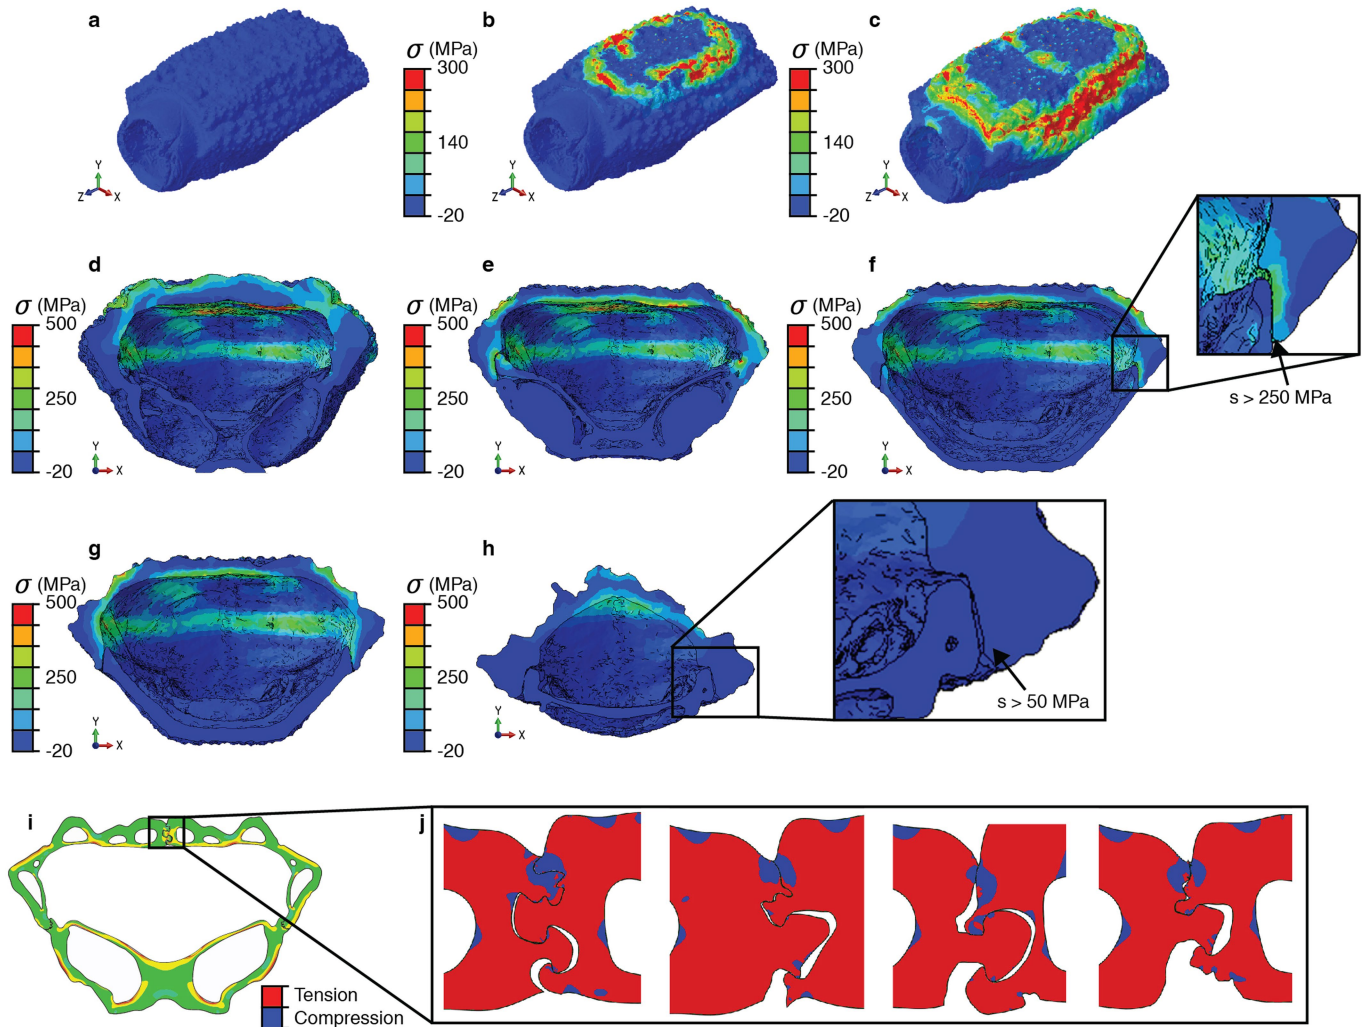 a
b
c
σ (MPa)
300
140
-20
σ (MPa)
300
140
-20
Y
Z
X
Y
Z
X
Y
Z
X
d
e
f
σ (MPa)
500
250
-20
σ (MPa)
500
250
-20
σ (MPa)
500
250
-20
Y
X
Y
X
Y
X
s > 250 MPa
g
h
σ (MPa)
500
250
-20
σ (MPa)
500
250
-20
Y
X
Y
X
s > 50 MPa
i
j
Tension
Compression